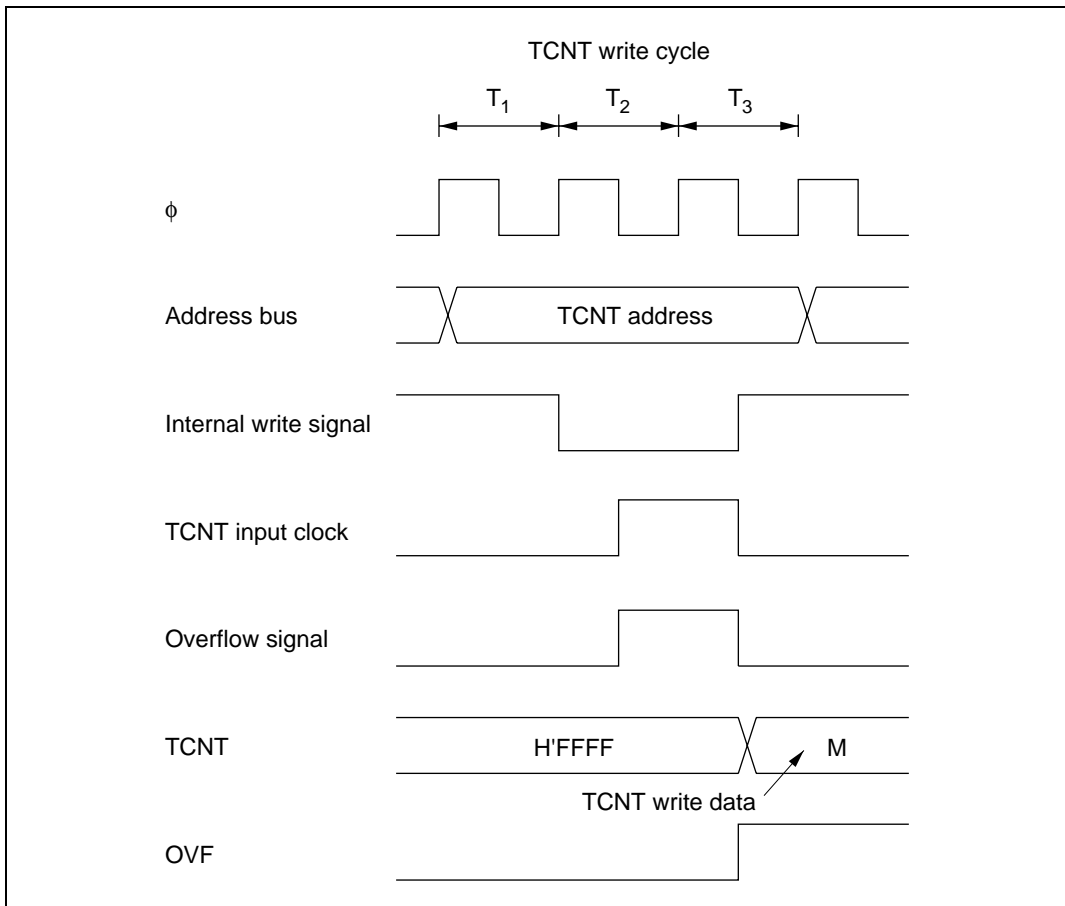 TCNT write cycle
T1 T2 T3
φ
Address bus TCNT address
Internal write signal
TCNT input clock
Overflow signal
TCNT H'FFFF M
TCNT write data
OVF